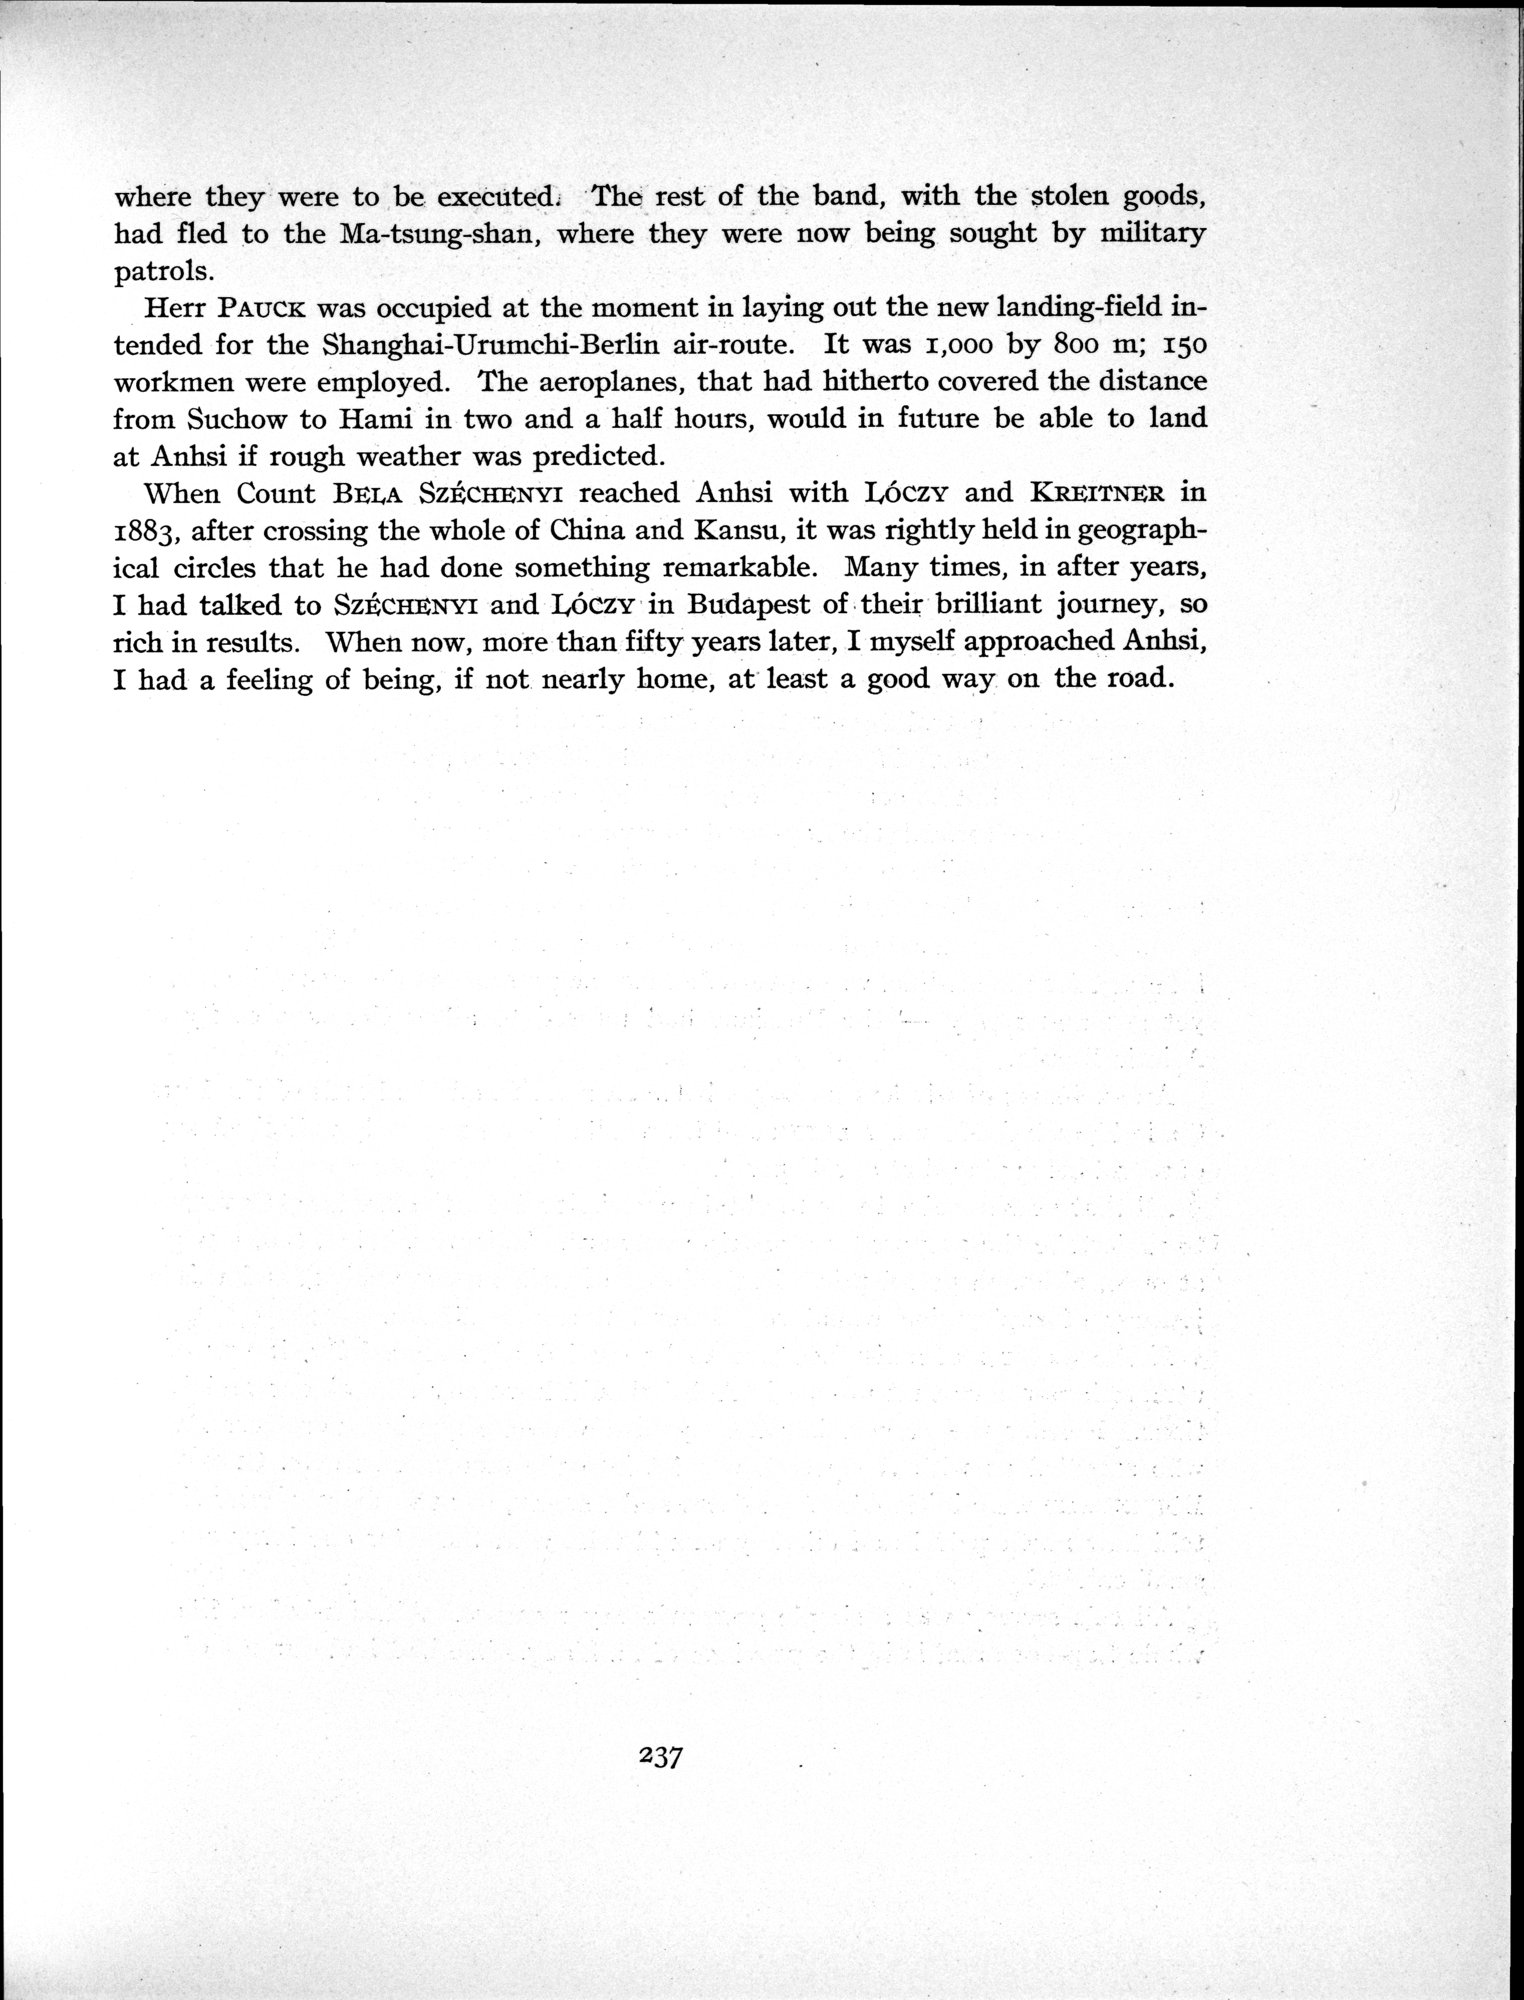 where they were to be executed. The rest of the band, with the stolen goods,
had fled to the Ma-tsung-shan, where they were now being sought by military
patrols.
Herr PAUCK was occupied at the moment in laying out the new landing-field in-
tended for the Shanghai-Urumchi-Berlin air-route. It was 1,000 by 800 m; 150
workmen were employed. The aeroplanes, that had hitherto covered the distance
from Suchow to Hami in two and a half hours, would in future be able to land
at Anhsi if rough weather was predicted.
When Count BELA SZÉCHENYI reached Anhsi with LÓCZY and KREITNER in
1883, after crossing the whole of China and Kansu, it was rightly held in geograph-
ical circles that he had done something remarkable. Many times, in after years,
I had talked to SZÉCHENYI and LÓCZY in Budapest of their brilliant journey, so
rich in results. When now, more than fifty years later, I myself approached Anhsi,
I had a feeling of being, if not nearly home, at least a good way on the road.
237